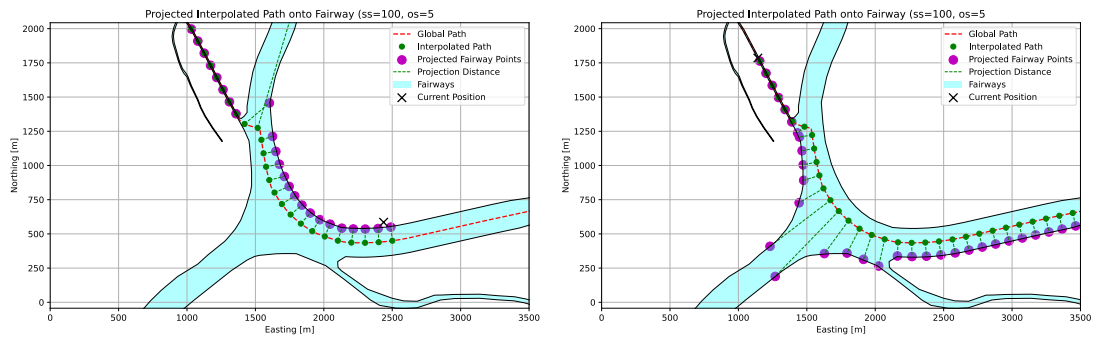 Projected Interpolated Path onto Fairway (ss=100, os=5
2000
1750
1500
1250
1000
750
500
250
0
Northing [m]
0 500 1000 1500 2000 2500 3000 3500
Easting [m]
Global Path
Interpolated Path
Projected Fairway Points
Projection Distance
Fairways
Current Position
Projected Interpolated Path onto Fairway (ss=100, os=5
2000
1750
1500
1250
1000
750
500
250
0
Northing [m]
0 500 1000 1500 2000 2500 3000 3500
Easting [m]
Global Path
Interpolated Path
Projected Fairway Points
Projection Distance
Fairways
Current Position